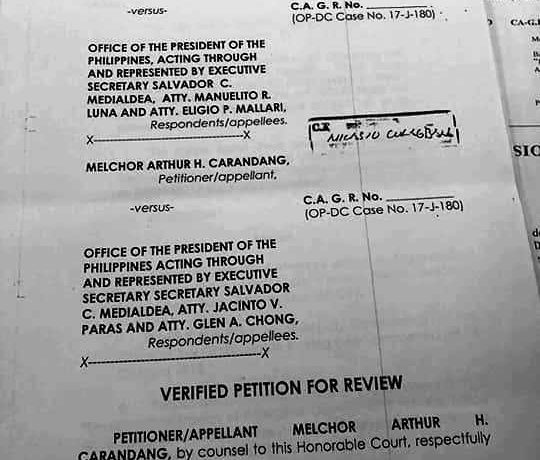 -versus-
C.A. G.R. No.
(OP-DC Case No. 17-J-180)
OFFICE OF THE PRESIDENT OF THE
PHILIPPINES, ACTING THROUGH
AND REPRESENTED BY EXECUTIVE
SECRETARY SALVADOR C.
MEDIALDEA, ATTY. MANUELITO R.
LUNA AND ATTY. ELIGIO P. MALLARI,
Respondents/appellees.
X-----------------------------------X
MELCHOR ARTHUR H. CARANDANG,
Petitioner/appellant,
-versus-
C.A. G.R. No.
(OP-DC Case No. 17-J-180)
OFFICE OF THE PRESIDENT OF THE
PHILIPPINES ACTING THROUGH
AND REPRESENTED BY EXECUTIVE
SECRETARY SECRETARY SALVADOR
C. MEDIALDEA, ATTY. JACINTO V.
PARAS AND ATTY. GLEN A. CHONG,
Respondents/appellees.
X-----------------------------------X
VERIFIED PETITION FOR REVIEW
PETITIONER/APPELLANT MELCHOR ARTHUR H.
CARANDANG, by counsel to this Honorable Court, respectfully